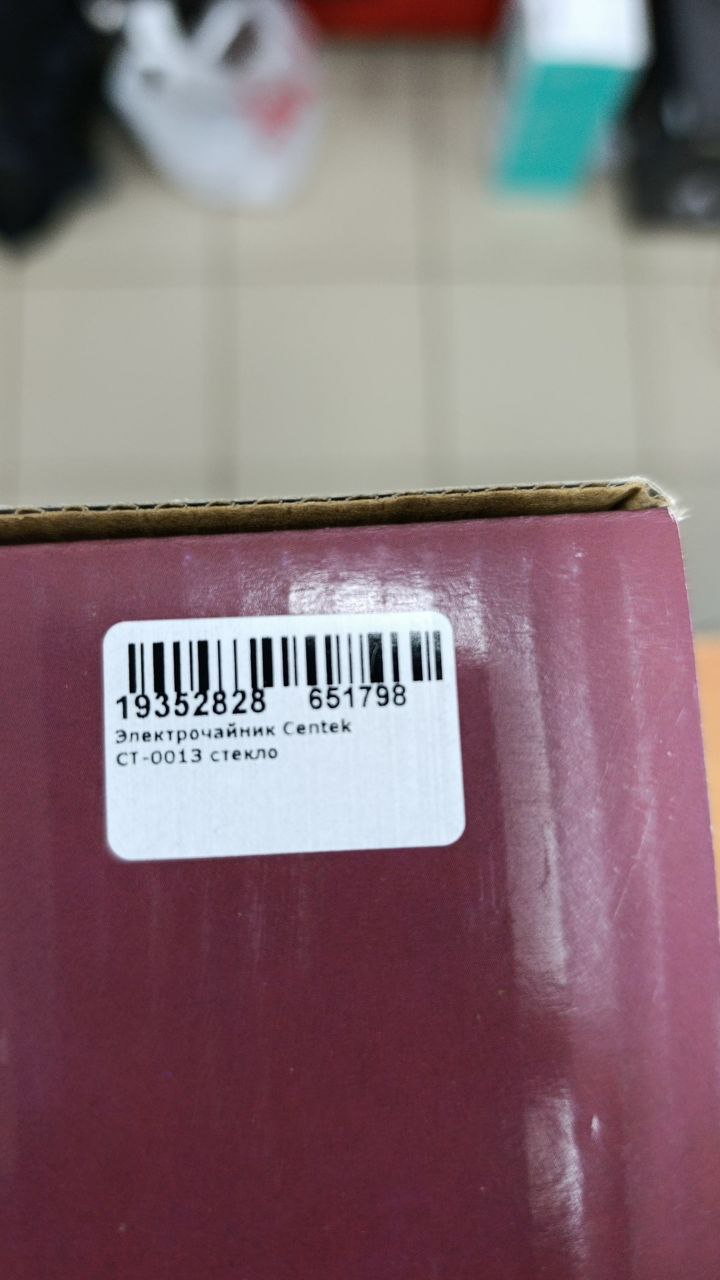 19352828 651798
Электрочайник Centek
CT-0013 стекло